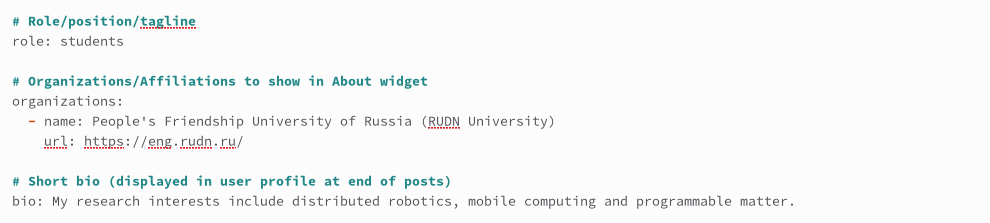 # Role/position/tagline
role: students
# Organizations/Affiliations to show in About widget
organizations:
- name: People's Friendship University of Russia (RUDN University)
url: https://eng.rudn.ru/
# Short bio (displayed in user profile at end of posts)
bio: My research interests include distributed robotics, mobile computing and programmable matter.